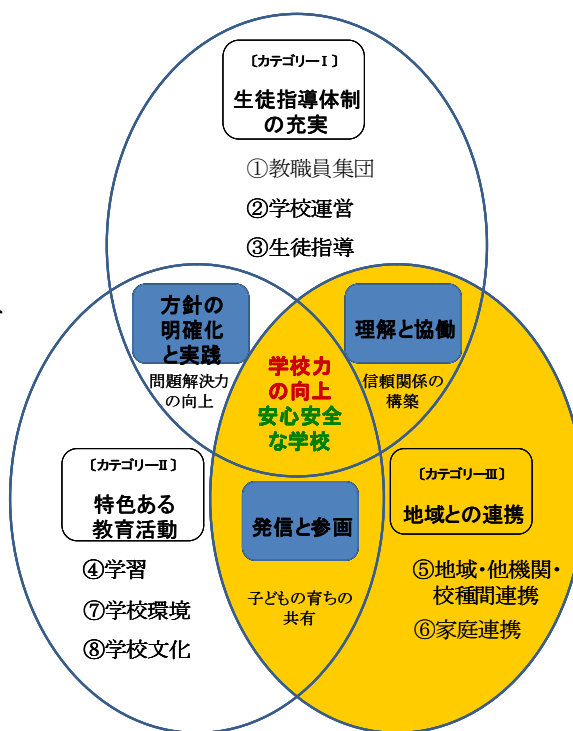 〔カテゴリーⅠ〕
生徒指導体制
の充実
①教職員集団
②学校運営
③生徒指導
方針の
明確化
と実践
問題解決力
の向上
理解と協働
信頼関係の
構築
学校力
の向上
安心安全
な学校
〔カテゴリーⅡ〕
特色ある
教育活動
④学習
⑦学校環境
⑧学校文化
発信と参画
子どもの育ちの
共有
〔カテゴリーⅢ〕
地域との連携
⑤地域・他機関・
校種間連携
⑥家庭連携